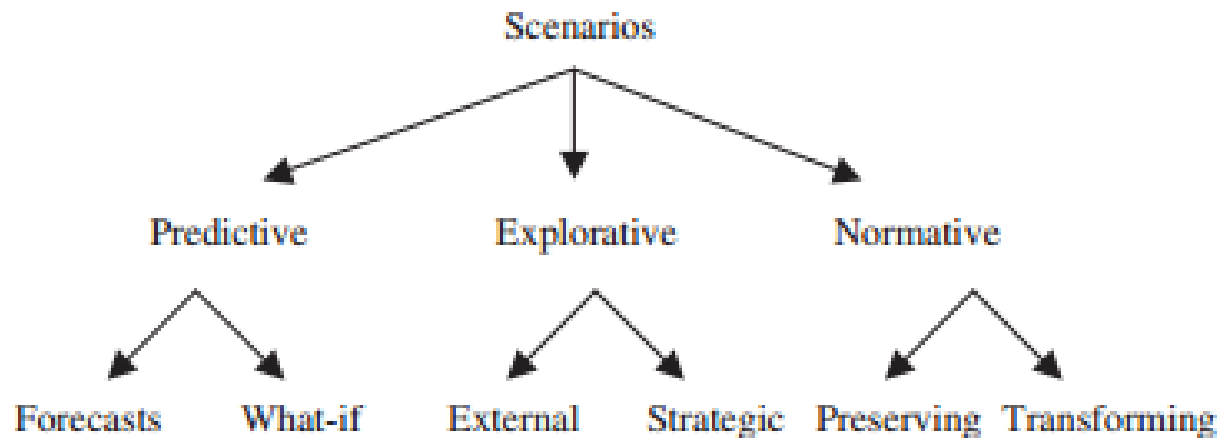 Scenarios
Predictive Explorative Normative
Forecasts What-if External Strategic Preserving Transforming